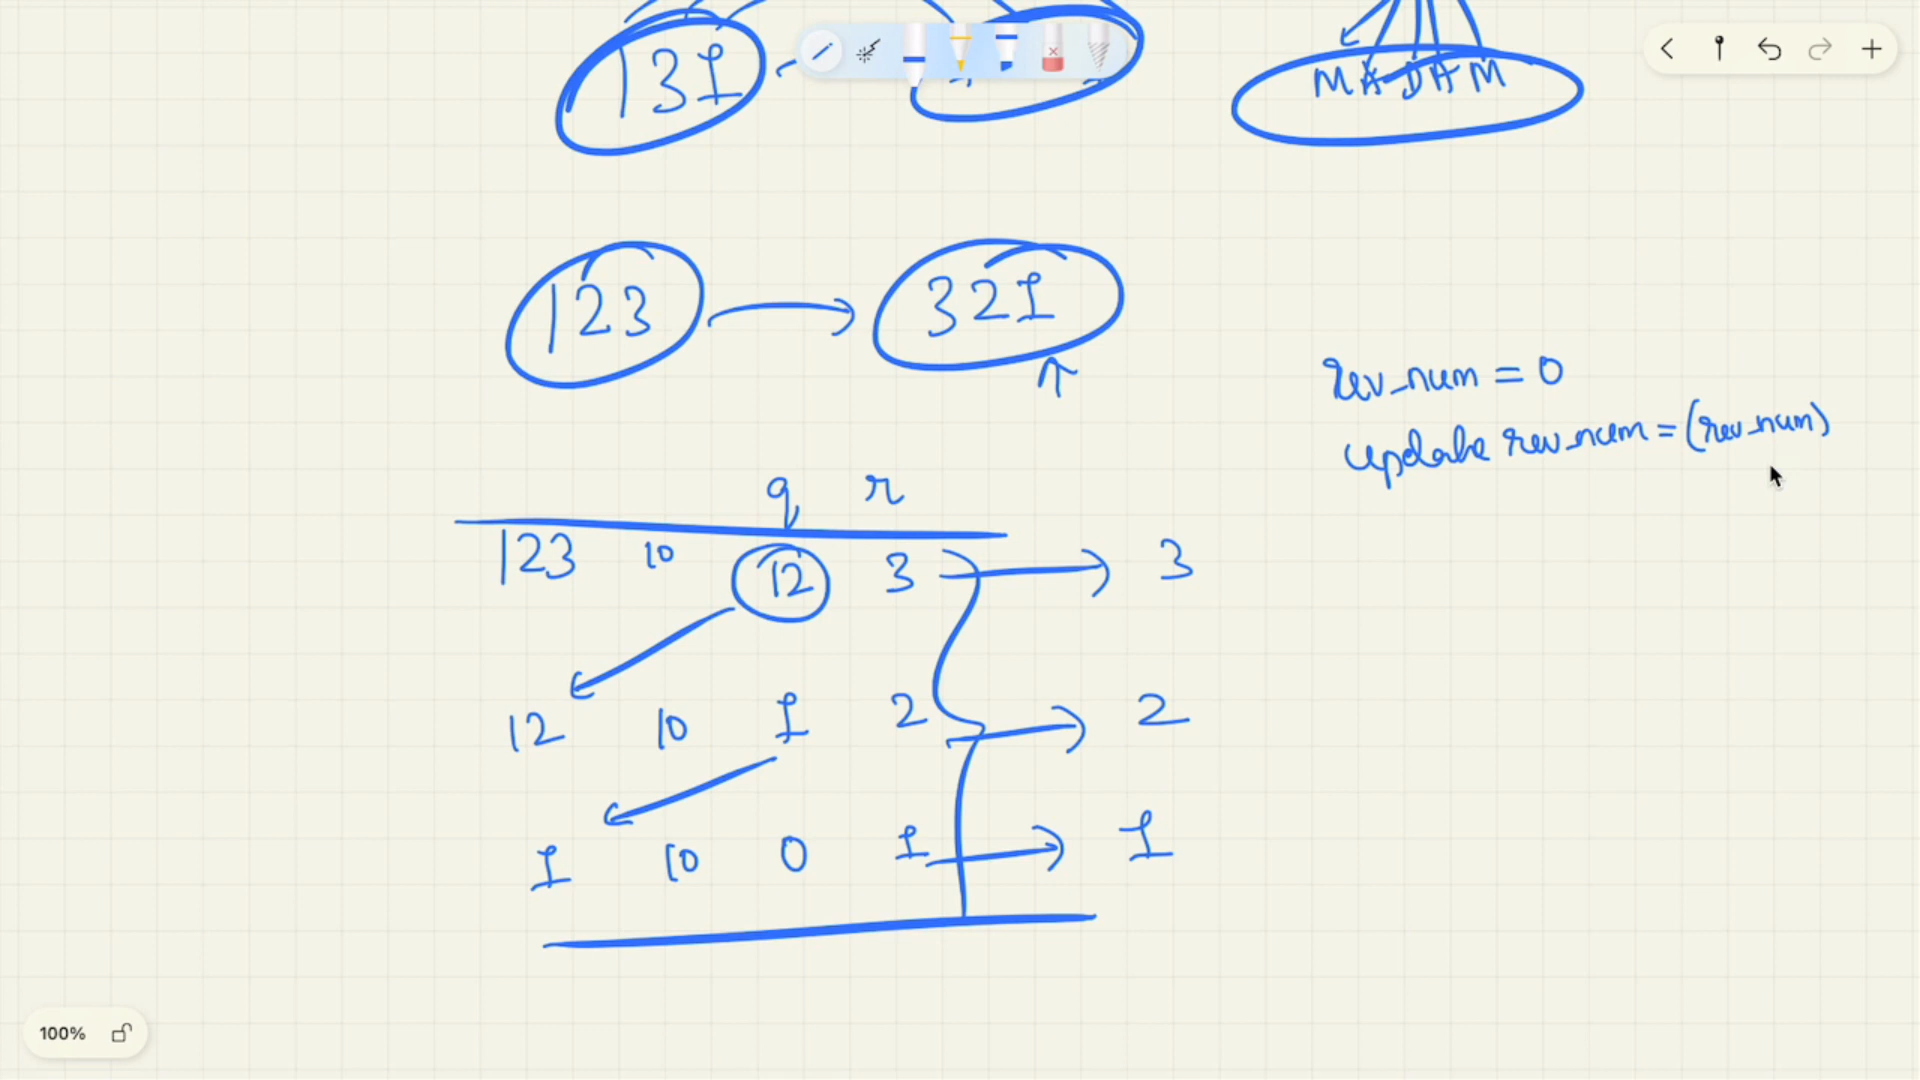 131
MADAM
123 321
rev_num = 0
update rev_num = (rev_num)
q r
123 10 12 3 3
12 10 1 2 2
1 10 0 1 1
100%